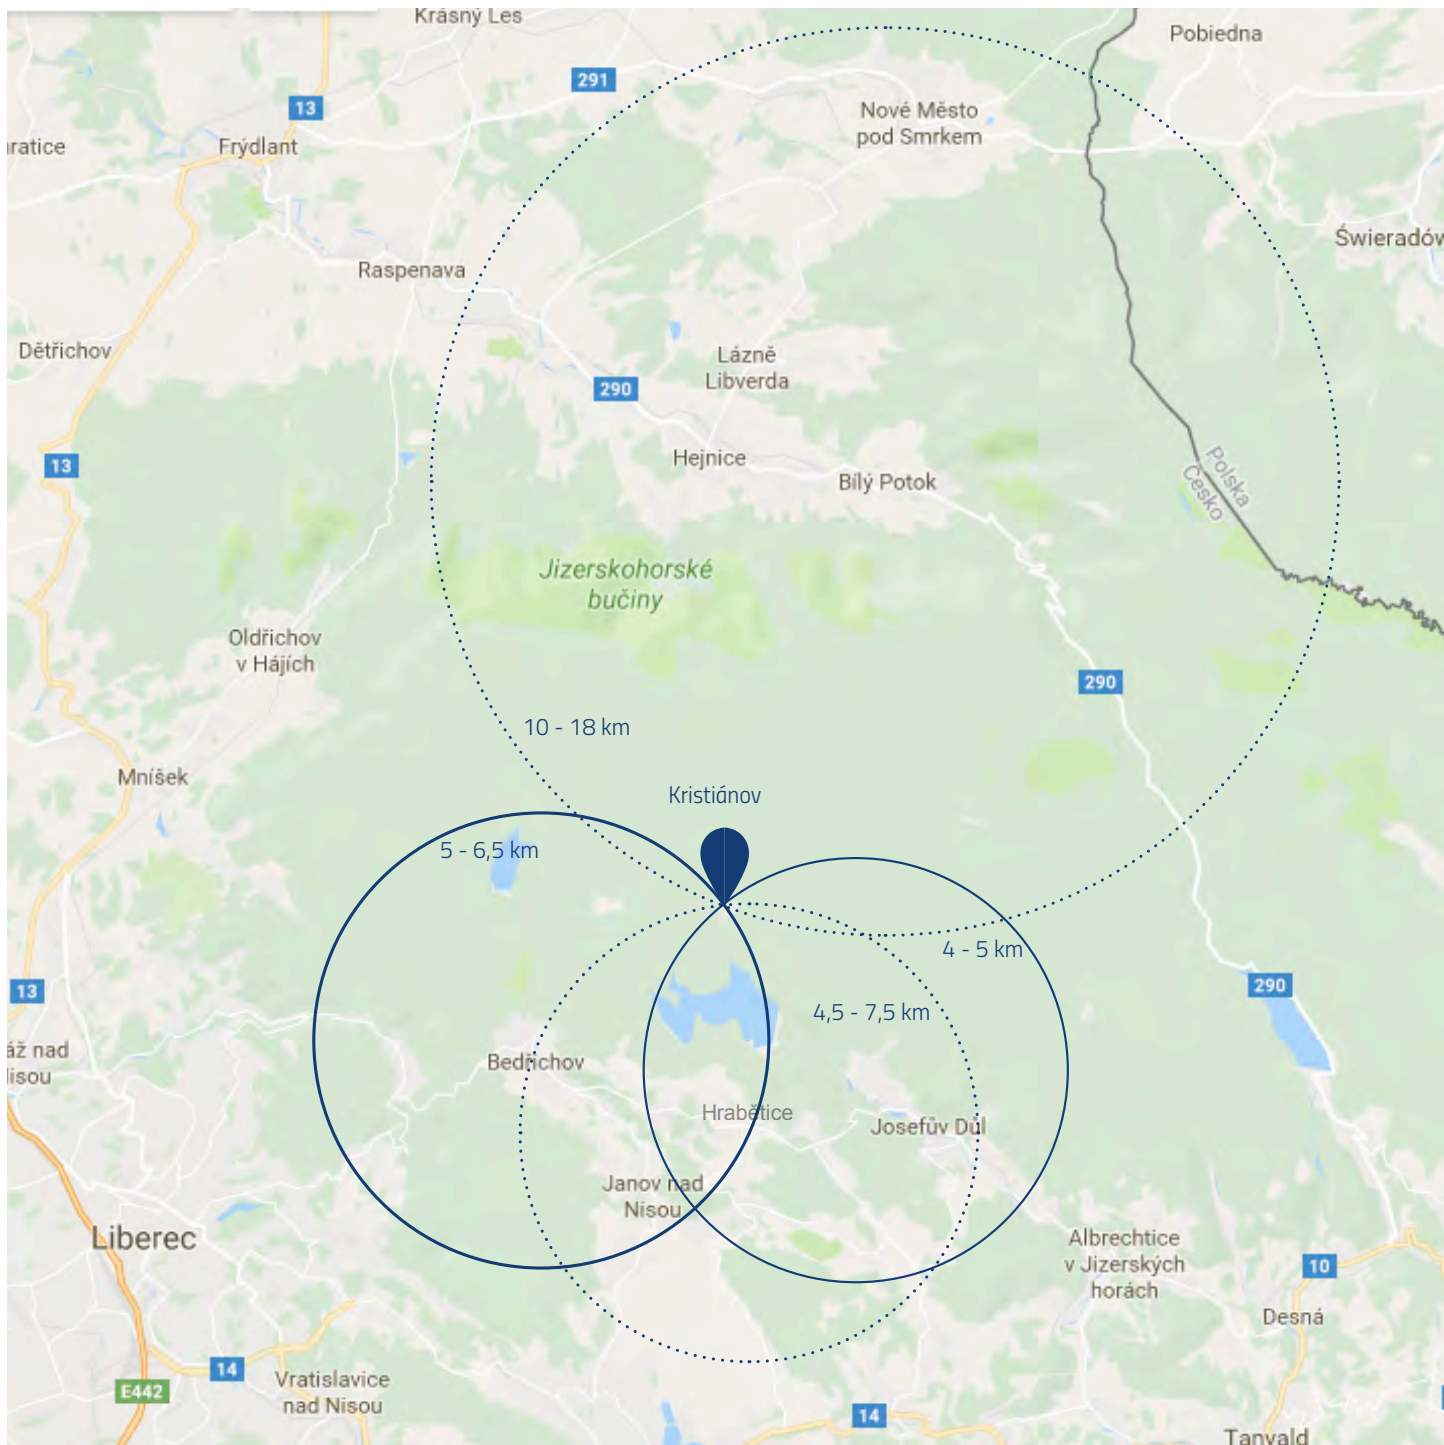 Krásný Les
Pobiedna
291
13
Nové Město
pod Smrkem
Frýdlant
Świeradów
Raspenava
Dětřichov
Lázně
Libverda
290
Hejnice
13
Bílý Potok
Polska
Česko
Jizerskohorské
bučiny
Oldřichov
v Hájích
290
10 - 18 km
Mníšek
Kristiánov
5 - 6,5 km
4 - 5 km
290
13
4,5 - 7,5 km
áž nad
lisou
Bedřichov
Hrabětice
Josefův Důl
Janov nad
Nisou
Liberec
Albrechtice
v Jizerských
horách
10
Desná
14
Vratislavice
nad Nisou
E442
14
Tanvald